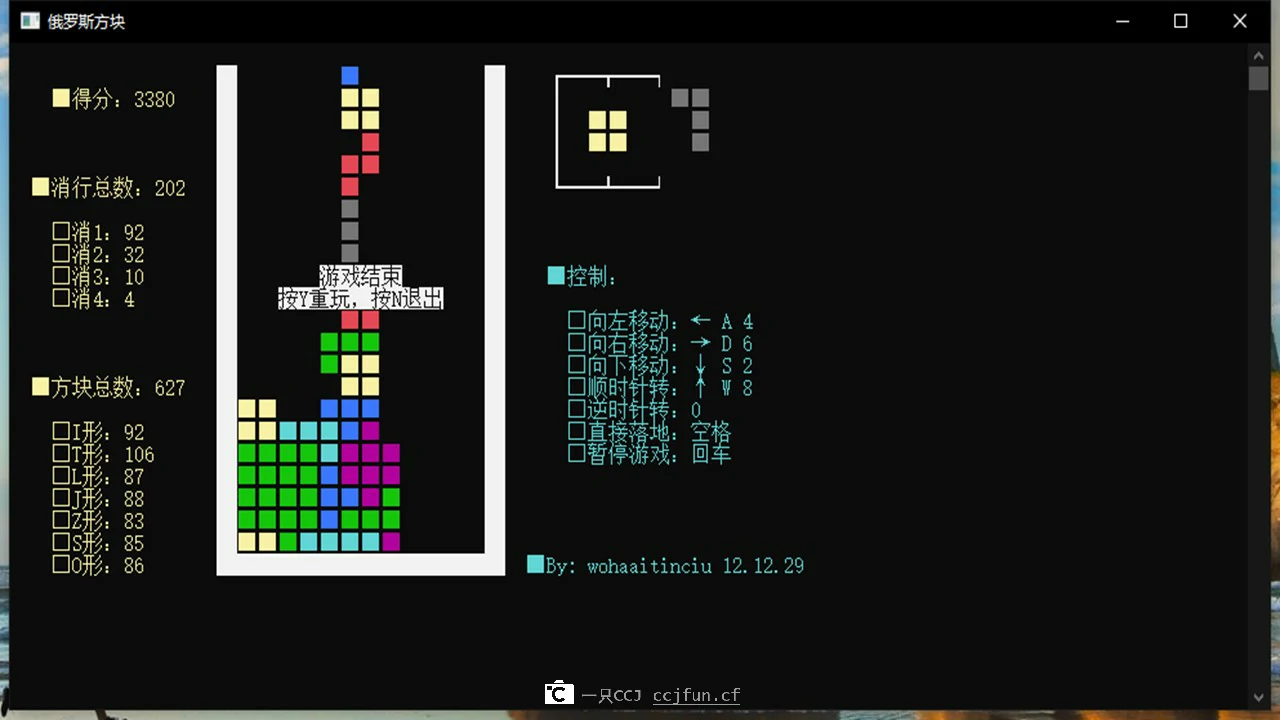 俄罗斯方块
■得分：3380
■消行总数：202
□消1：92
□消2：32
□消3：10
□消4：4
■方块总数：627
□I形：92
□T形：106
□L形：87
□J形：88
□Z形：83
□S形：85
□O形：86
游戏结束
按Y重玩，按N退出
■控制：
□向左移动：← A 4
□向右移动：→ D 6
□向下移动：↓ S 2
□顺时针转：↑ W 8
□逆时针转：0
□直接落地：空格
□暂停游戏：回车
■By: wohaaitinciu 12.12.29
一只CCJ ccjfun.cf